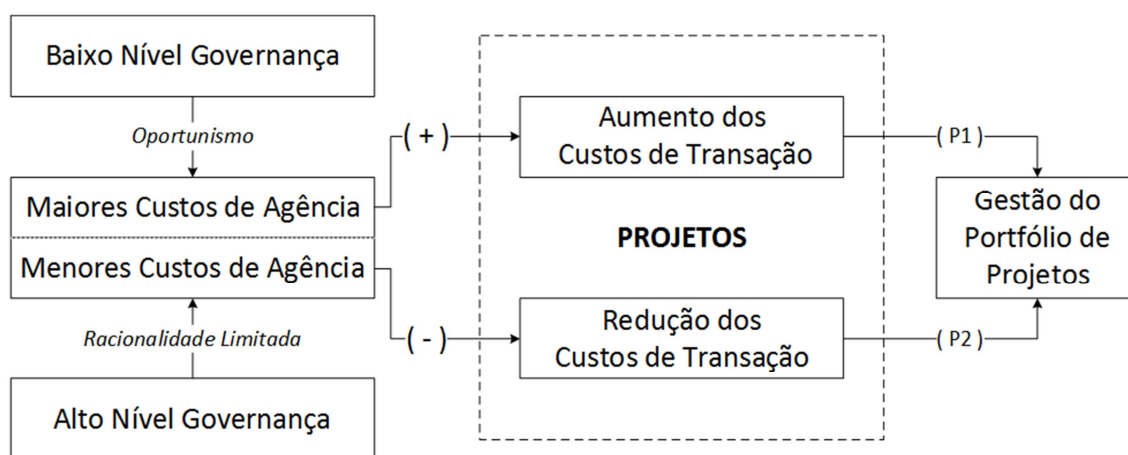 Baixo Nível Governança
Oportunismo
Maiores Custos de Agência
Menores Custos de Agência
Racionalidade Limitada
Alto Nível Governança
( + )
( - )
Aumento dos
Custos de Transação
PROJETOS
Redução dos
Custos de Transação
( P1 )
( P2 )
Gestão do
Portfólio de
Projetos